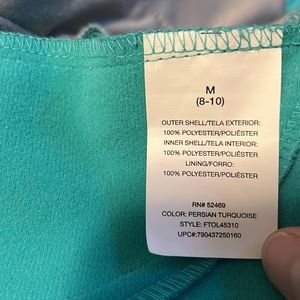 M
(8-10)
OUTER SHELL/TELA EXTERIOR:
100% POLYESTER/POLIÉSTER
INNER SHELL/TELA INTERIOR:
100% POLYESTER/POLIÉSTER
LINING/FORRO:
100% POLYESTER/POLIÉSTER
RN# 52469
COLOR: PERSIAN TURQUOISE
STYLE: FTOL45310
UPC#:790437250160